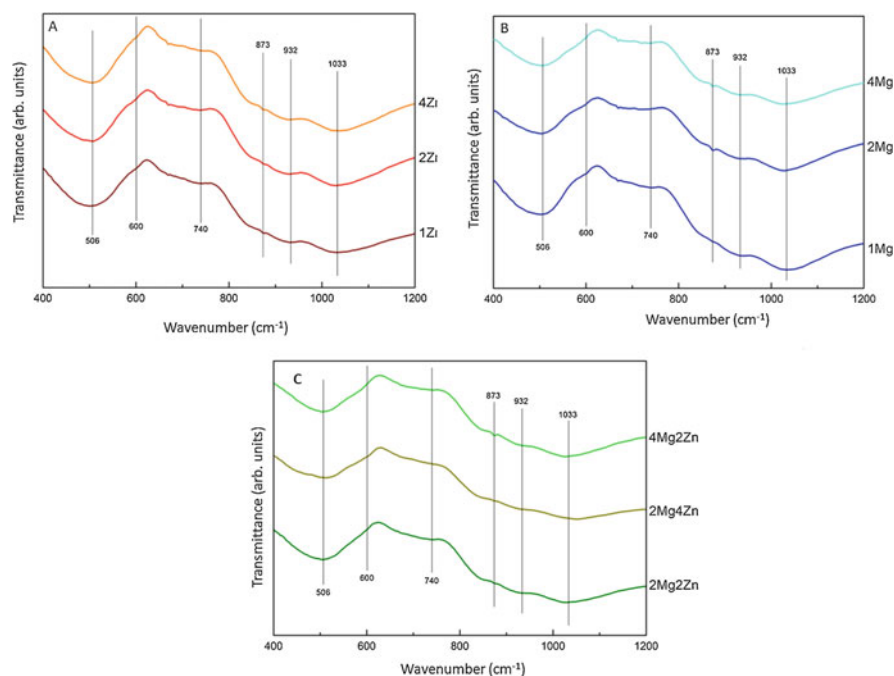 A
873
932
1033
4Zr
2Zr
1Zr
506
600
740
400
600
800
1000
1200
Wavenumber (cm-1)
Transmittance (arb. units)
B
873
932
1033
4Mg
2Mg
1Mg
506
600
740
400
600
800
1000
1200
Wavenumber (cm-1)
Transmittance (arb. units)
C
873
932
1033
4Mg2Zn
2Mg4Zn
2Mg2Zn
506
600
740
400
600
800
1000
1200
Wavenumber (cm-1)
Transmittance (arb. units)